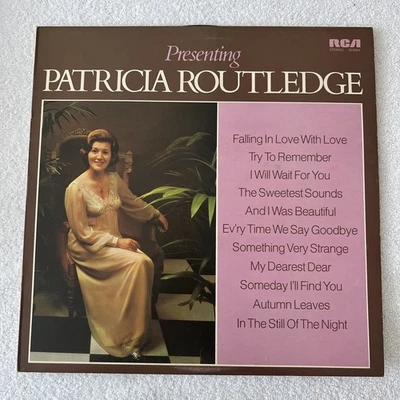 Presenting
RCA
PATRICIA ROUTLEDGE
Falling In Love With Love
Try To Remember
I Will Wait For You
The Sweetest Sounds
And I Was Beautiful
Ev'ry Time We Say Goodbye
Something Very Strange
My Dearest Dear
Someday I'll Find You
Autumn Leaves
In The Still Of The Night